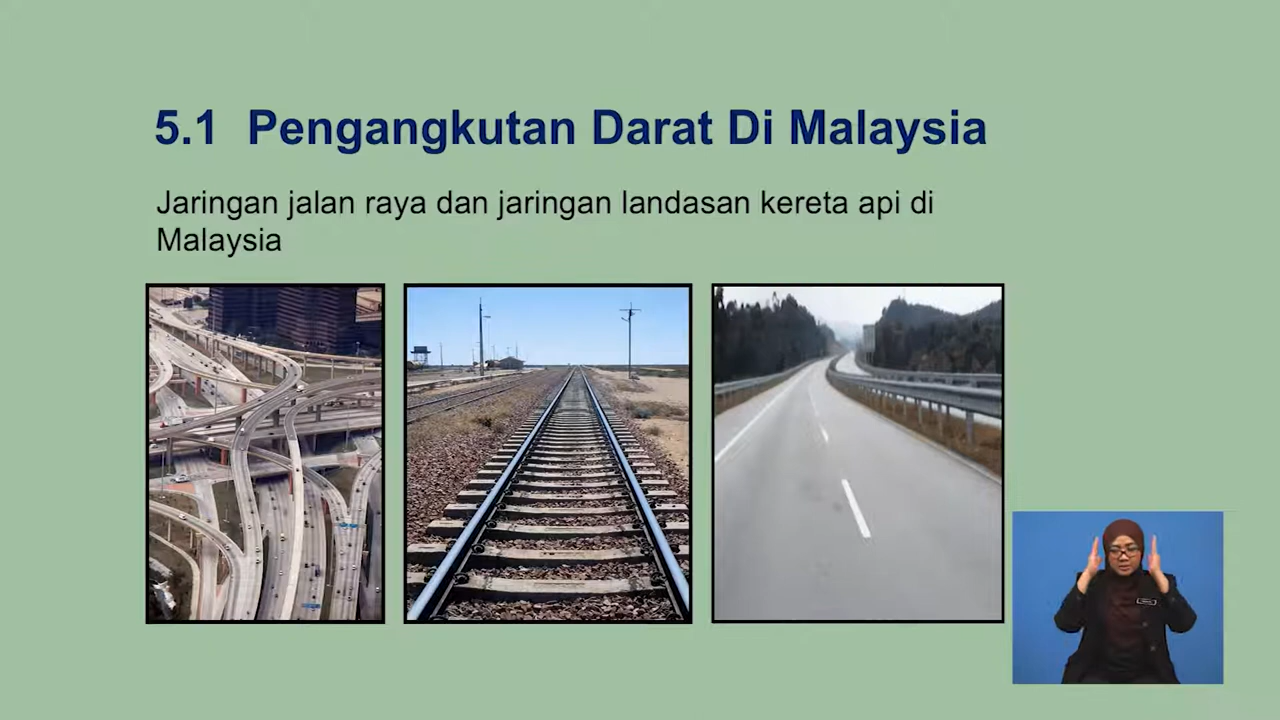 5.1 Pengangkutan Darat Di Malaysia
Jaringan jalan raya dan jaringan landasan kereta api di
Malaysia